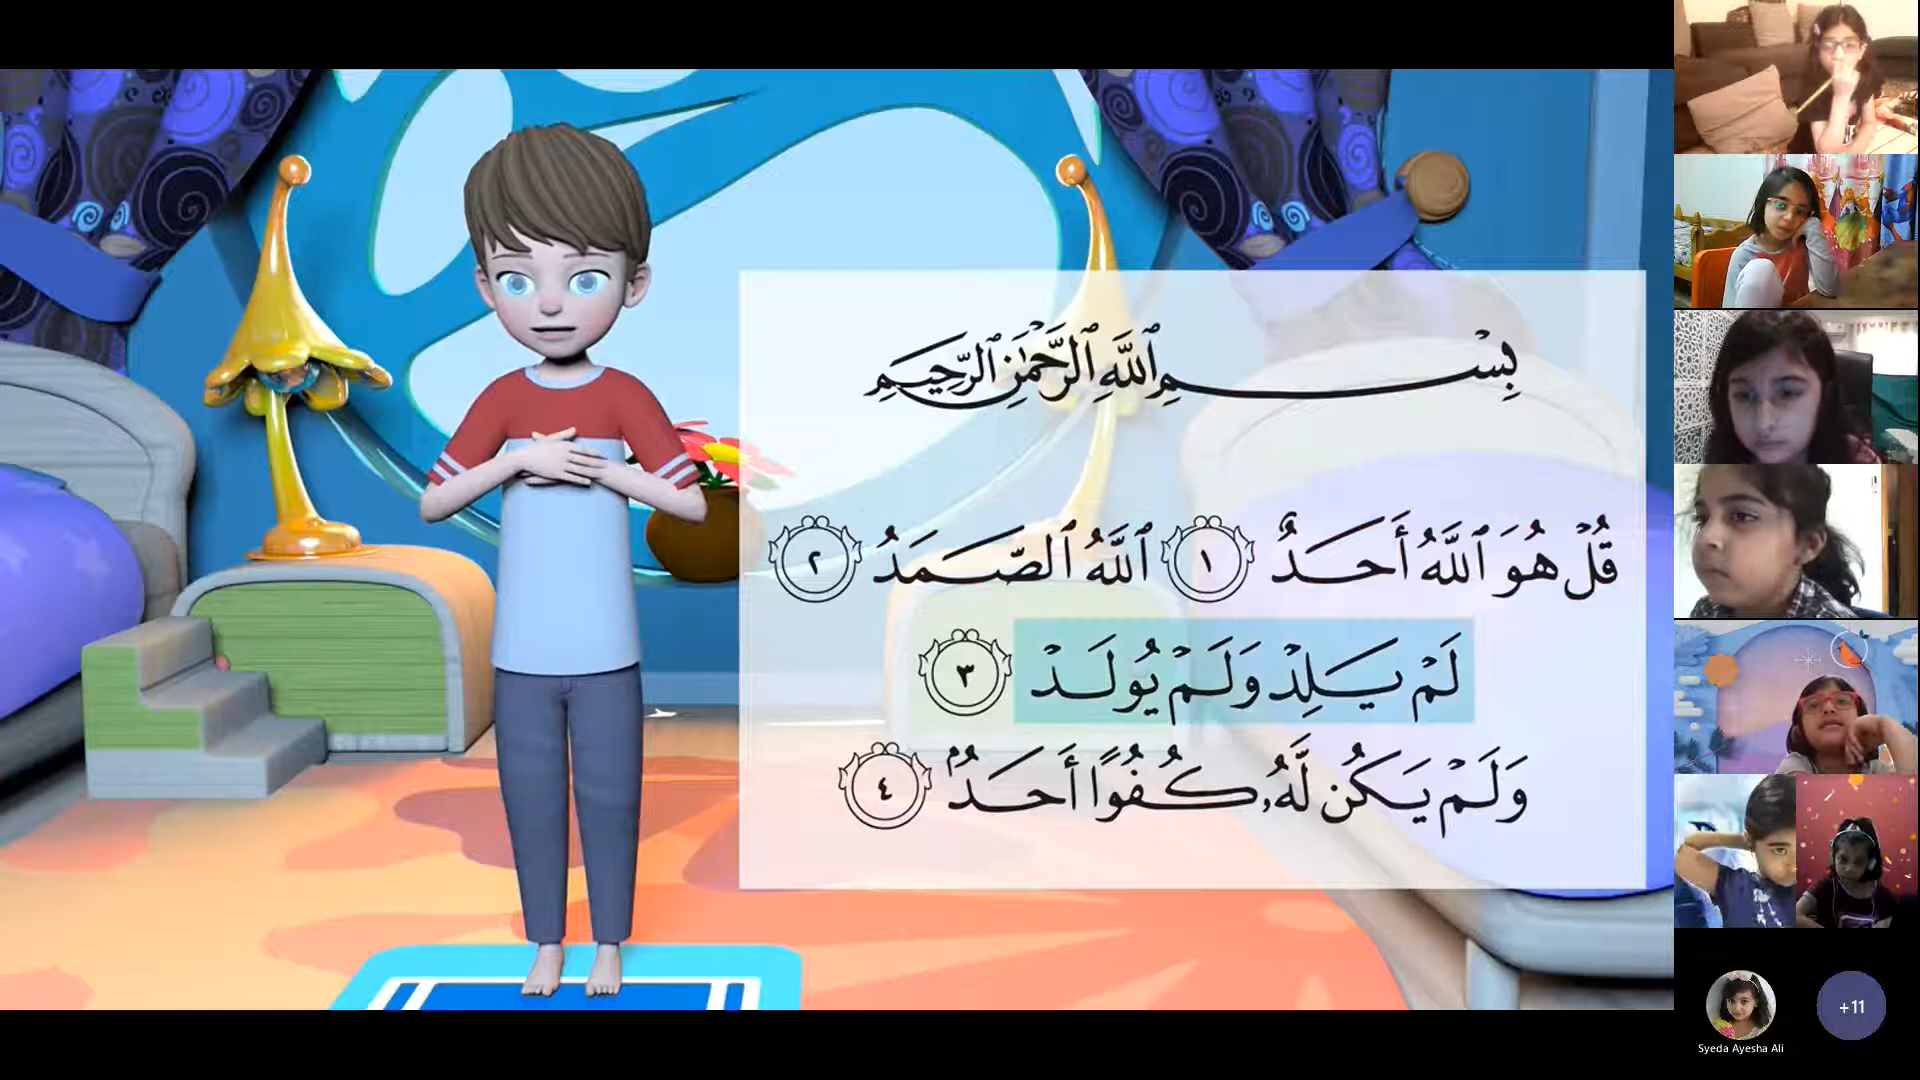 بِسْمِ ٱللَّهِ ٱلرَّحْمَٰنِ ٱلرَّحِيمِ
قُلْ هُوَ ٱللَّهُ أَحَدٌ ١ ٱللَّهُ ٱلصَّمَدُ ٢
لَمْ يَلِدْ وَلَمْ يُولَدْ ٣
وَلَمْ يَكُن لَّهُۥ كُفُوًا أَحَدٌۢ ٤
+11
Syeda Ayesha Ali